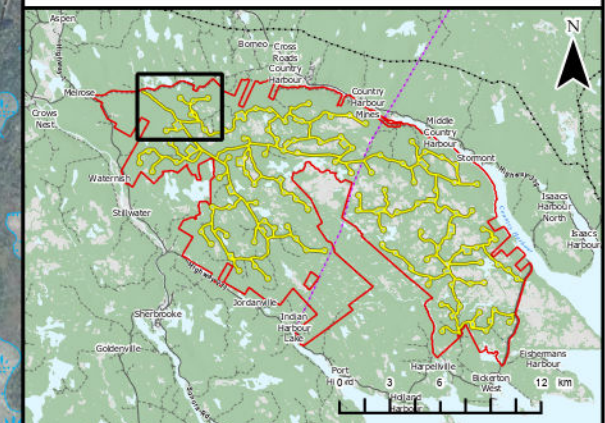 Aspen
N
Borneo
Cross
Roads
Country
Harbour
Melrose
Country
Harbour
Mines
Crows
Nest
Middle
Country
Harbour
Stormont
Waternish
Isaacs
Harbour
North
Stillwater
Isaacs
Harbour
Jordanville
Sherbrooke
Indian
Harbour
Lake
Goldenville
Fishermans
Harbour
Port
Harpellville
Bickerton
West
0 3 6 12 km
Holland
Harbour